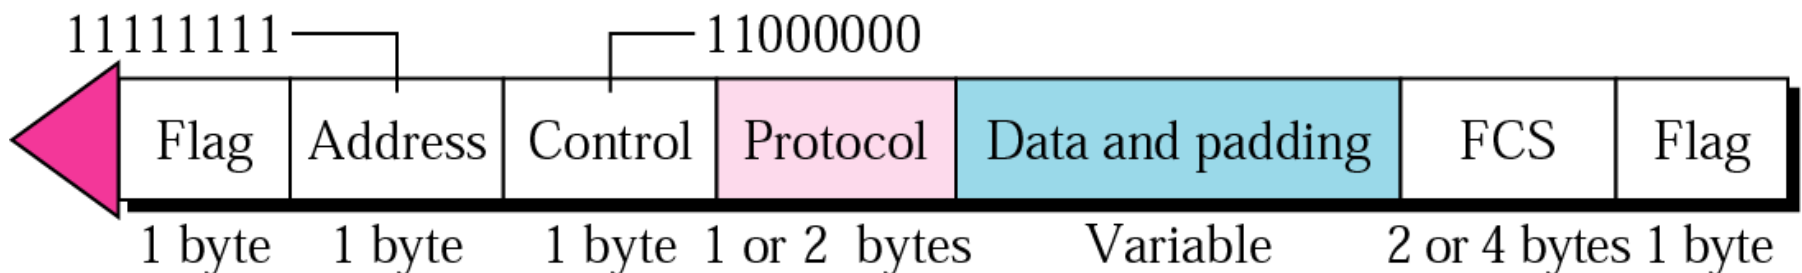 11111111 11000000
Flag Address Control Protocol Data and padding FCS Flag
1 byte 1 byte 1 byte 1 or 2 bytes Variable 2 or 4 bytes 1 byte